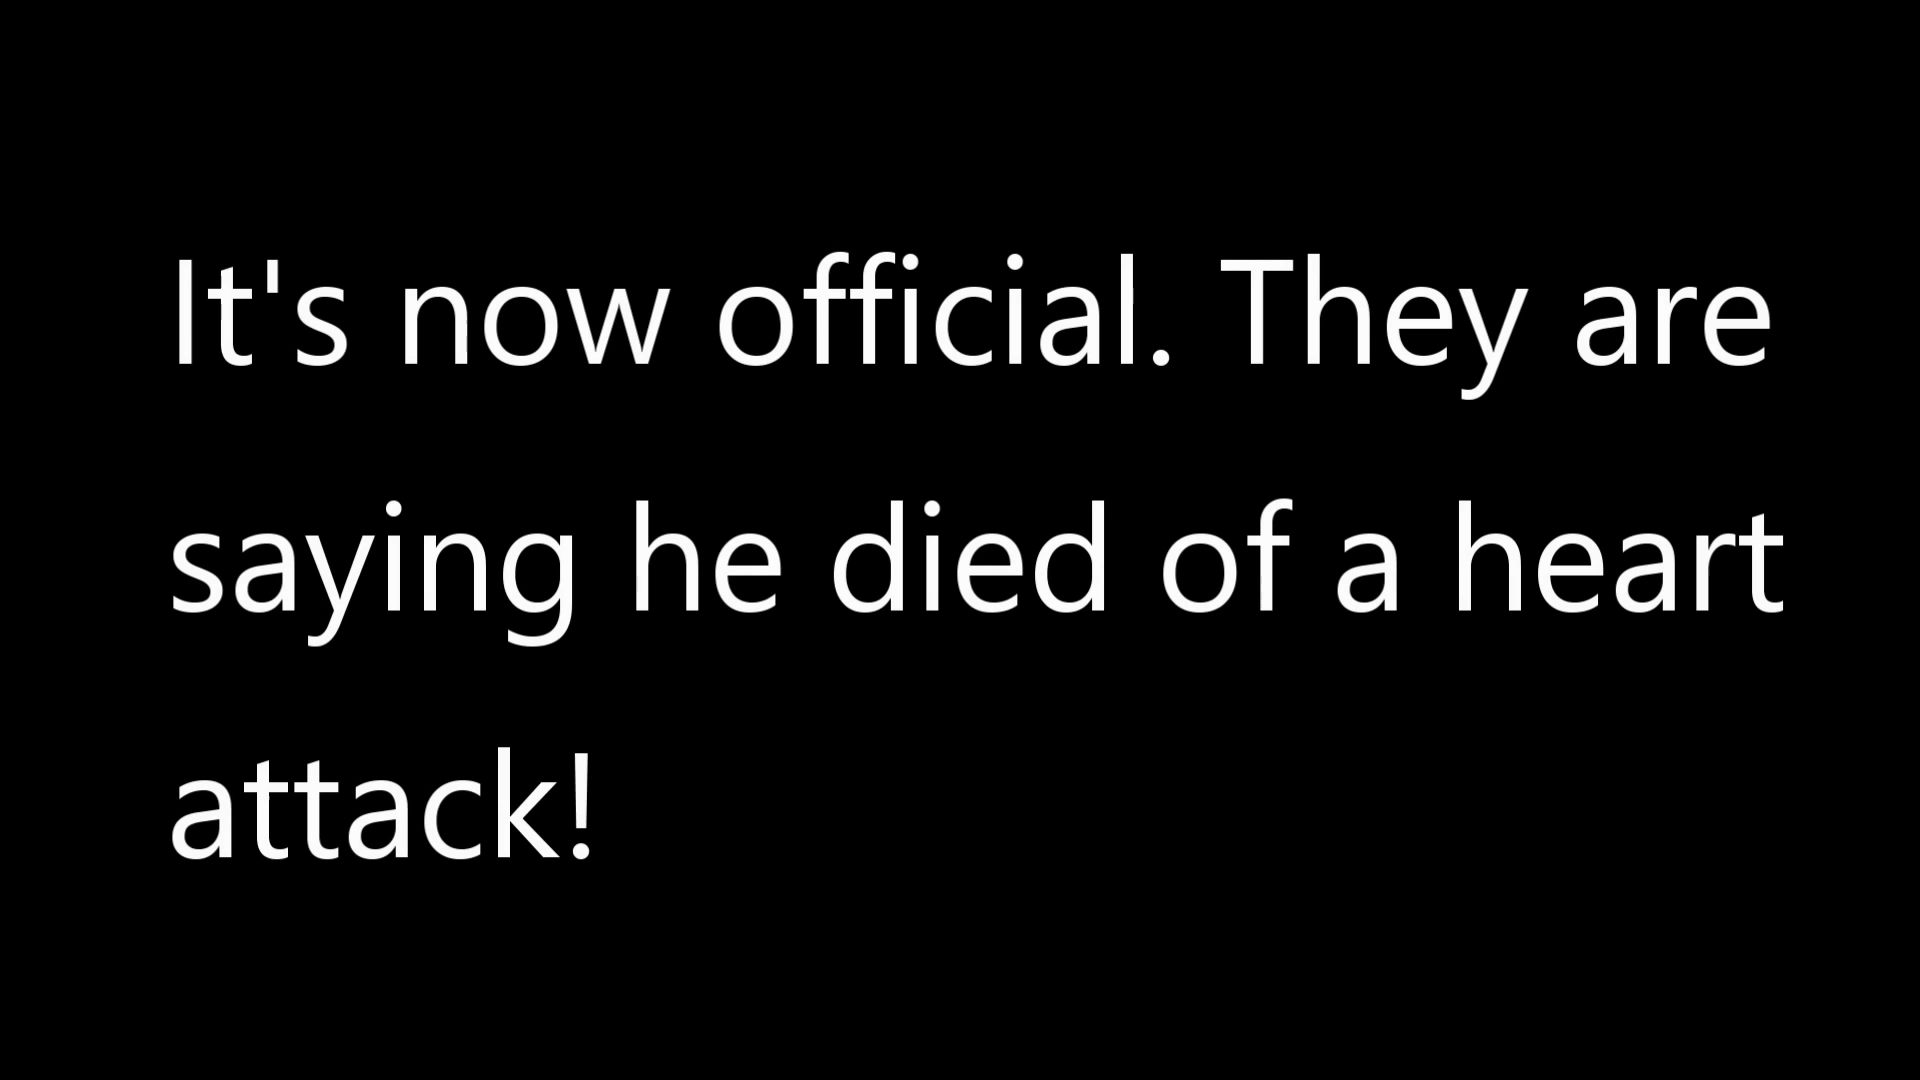 It's now official. They are
saying he died of a heart
attack!